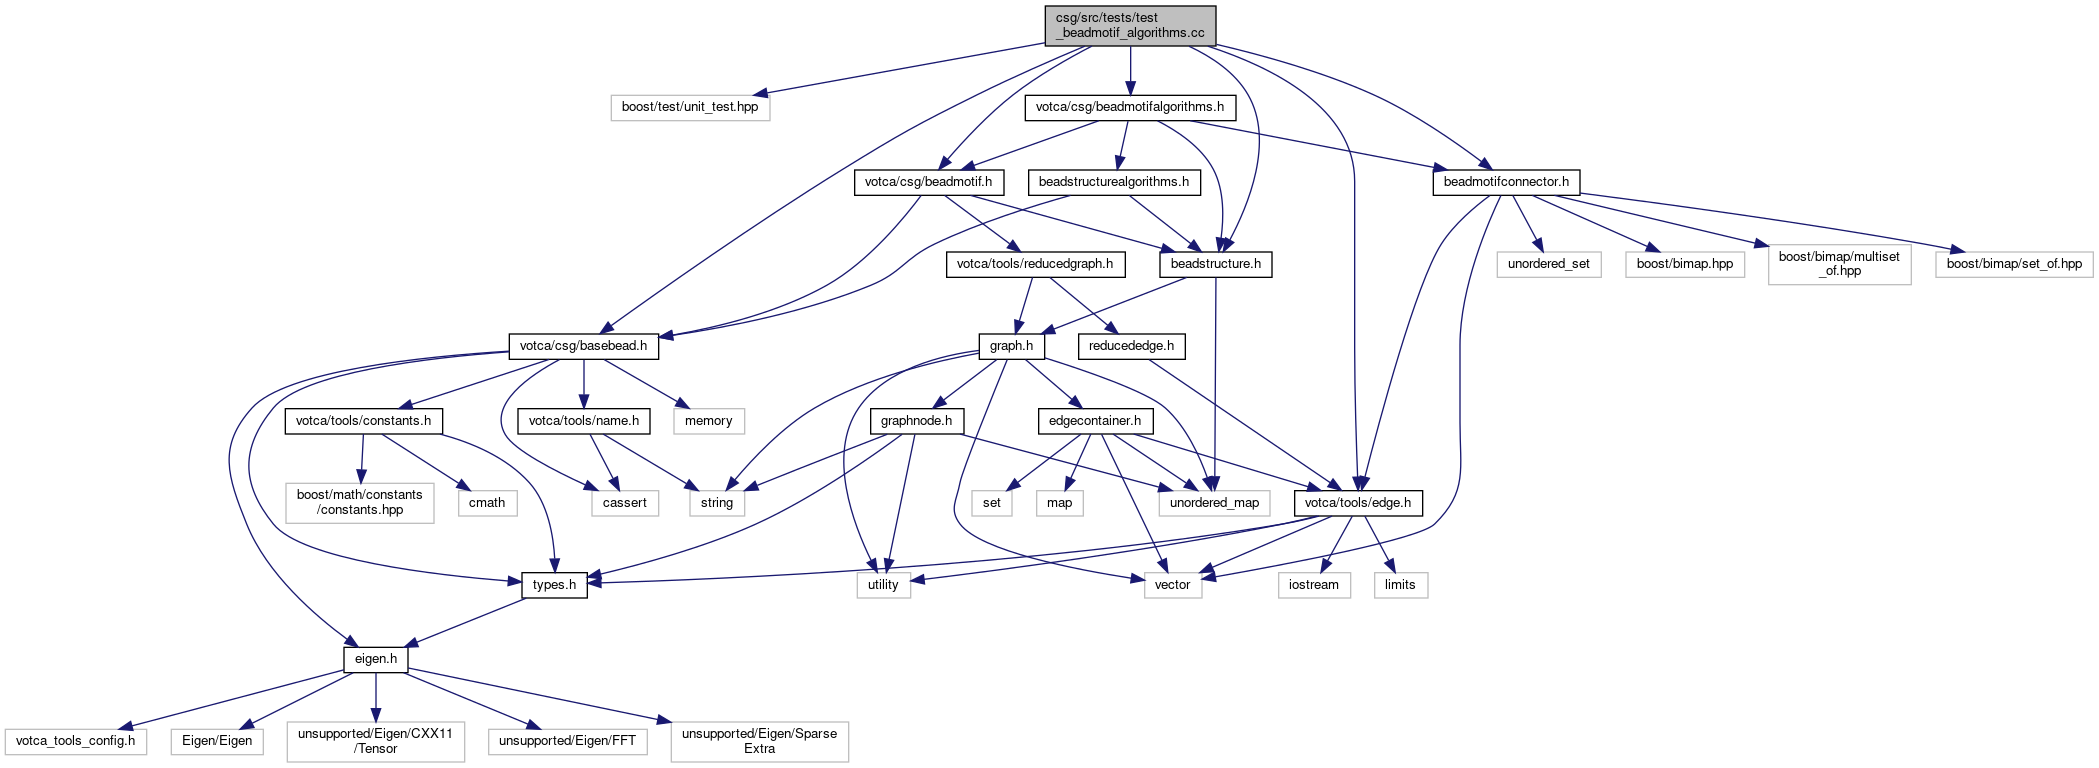 csg/src/tests/test
_beadmotif_algorithms.cc
boost/test/unit_test.hpp
votca/csg/beadmotifalgorithms.h
votca/csg/beadmotif.h
beadstructurealgorithms.h
beadmotifconnector.h
votca/tools/reducedgraph.h
beadstructure.h
unordered_set
boost/bimap.hpp
boost/bimap/multiset
_of.hpp
boost/bimap/set_of.hpp
votca/csg/basebead.h
graph.h
reducededge.h
votca/tools/constants.h
votca/tools/name.h
memory
graphnode.h
edgecontainer.h
boost/math/constants
/constants.hpp
cmath
cassert
string
set
map
unordered_map
votca/tools/edge.h
types.h
utility
vector
iostream
limits
eigen.h
votca_tools_config.h
Eigen/Eigen
unsupported/Eigen/CXX11
/Tensor
unsupported/Eigen/FFT
unsupported/Eigen/Sparse
Extra